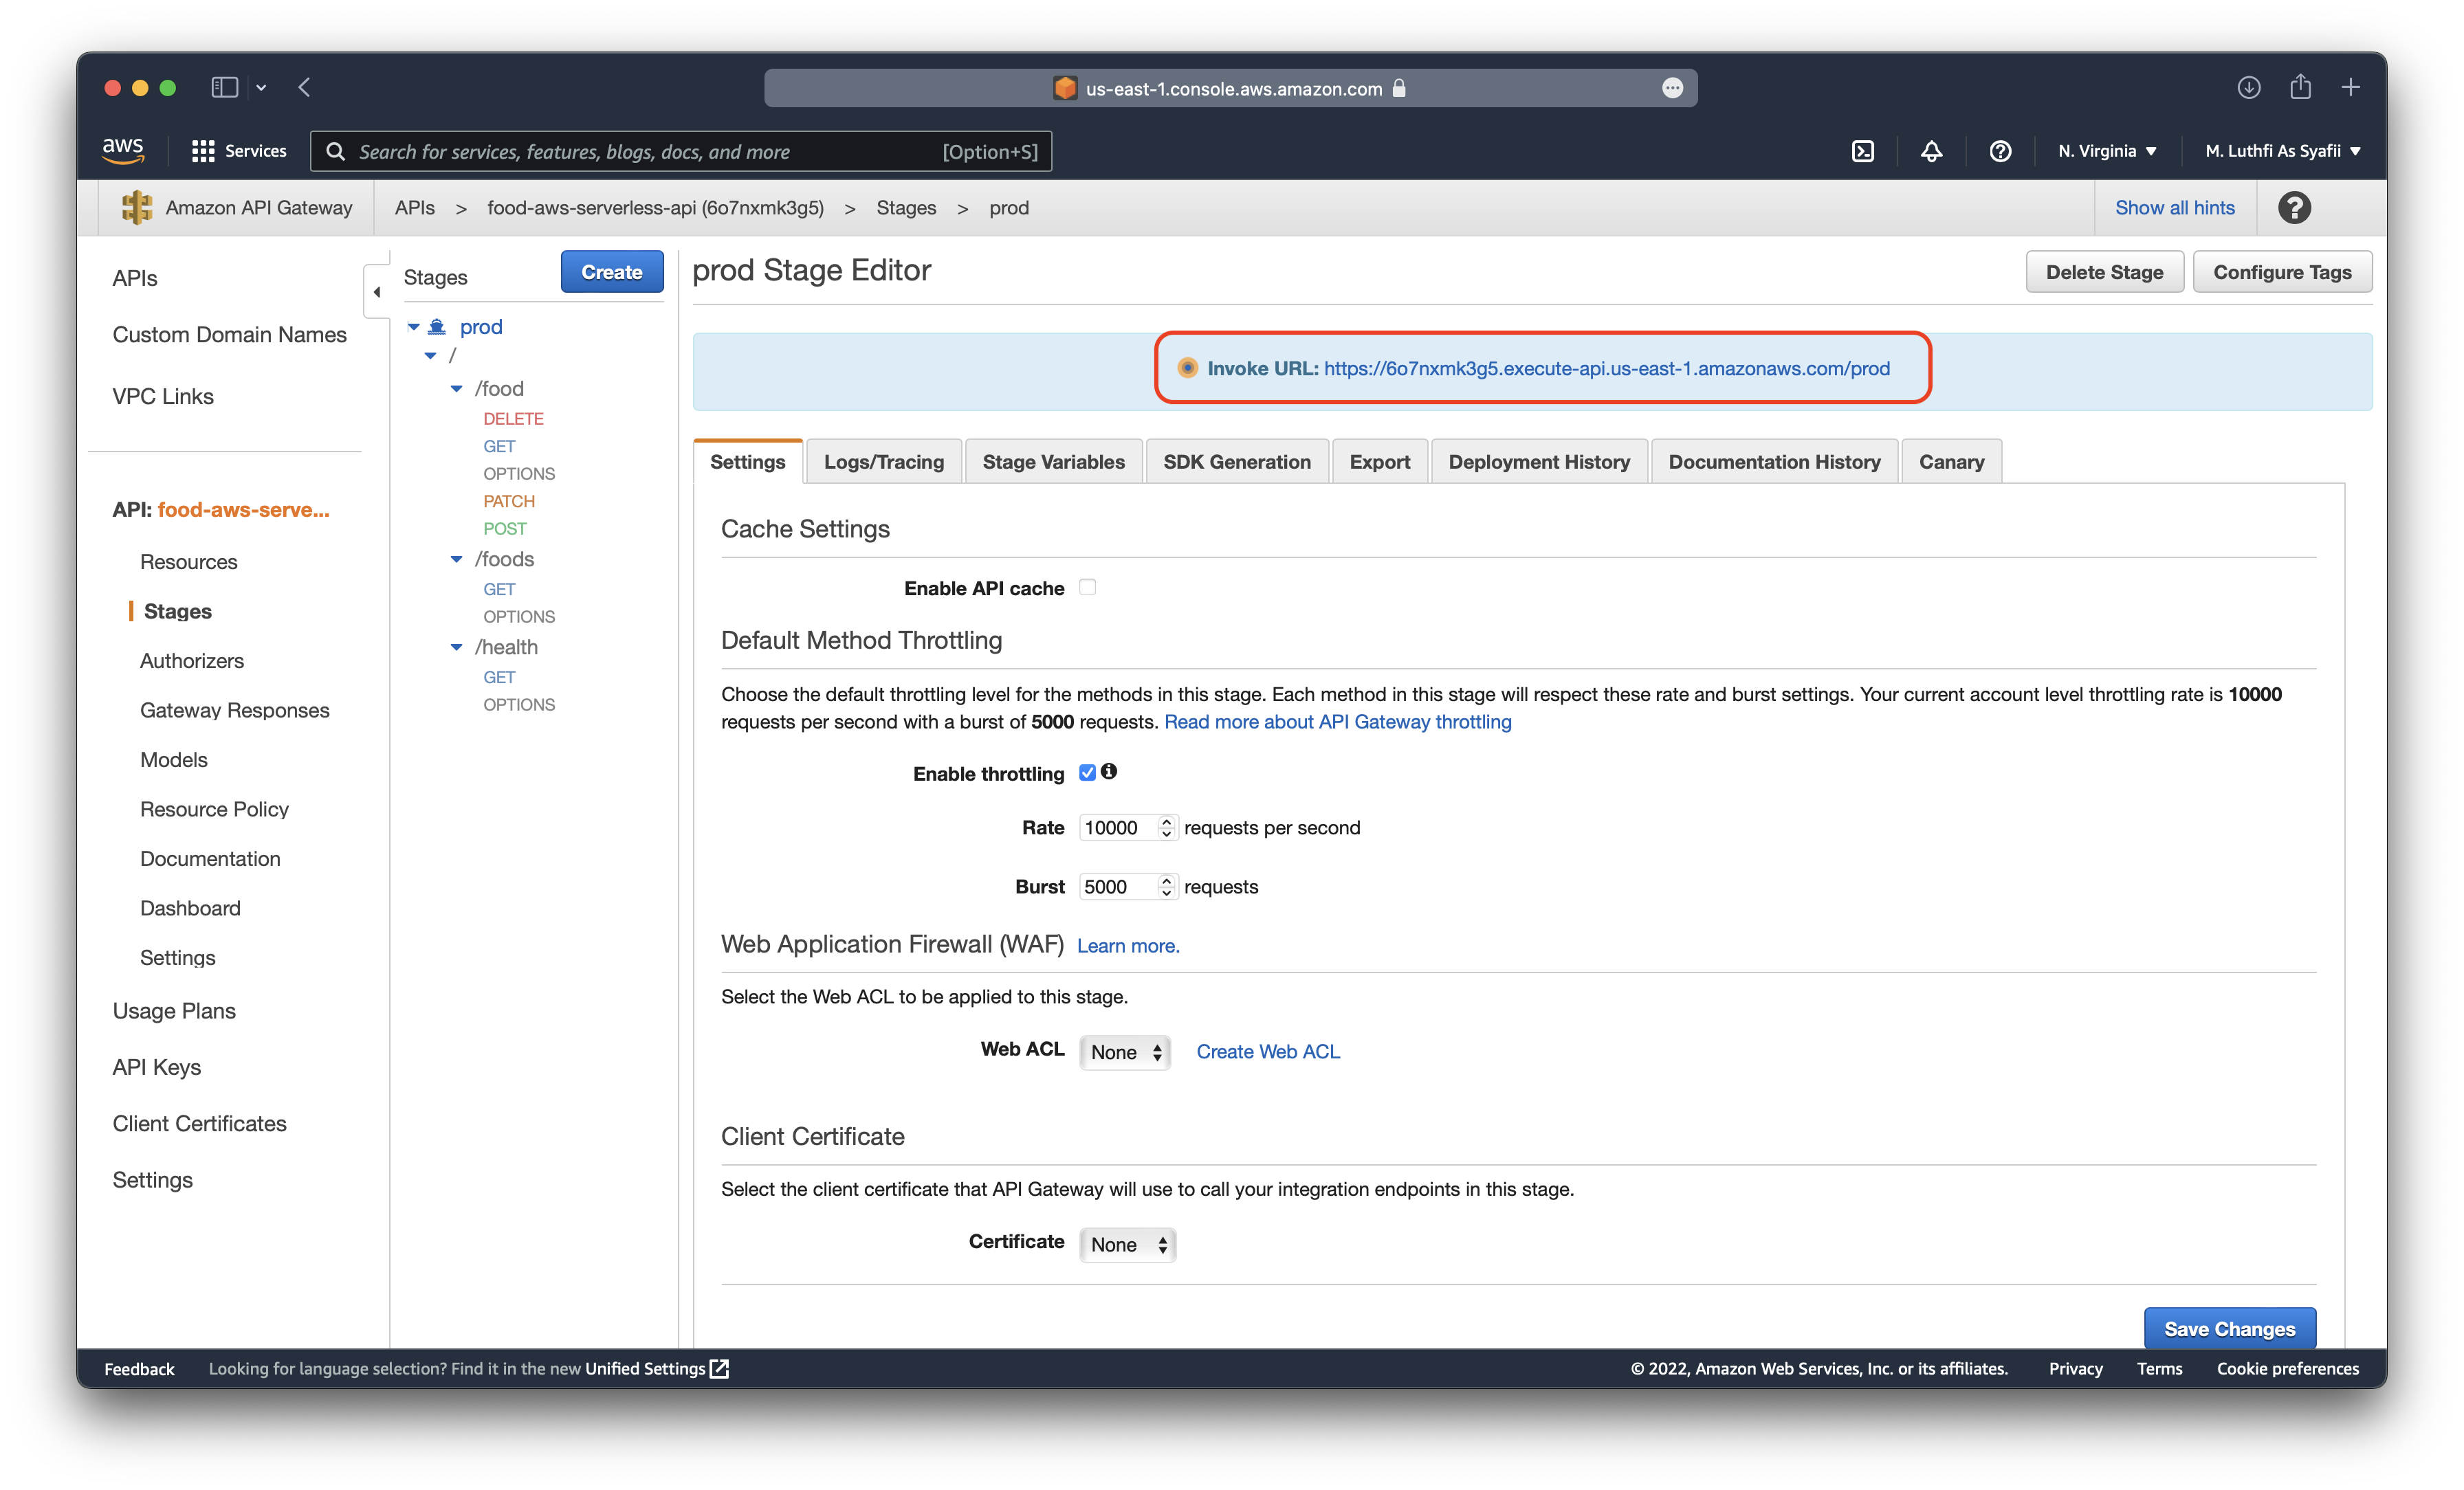 us-east-1.console.aws.amazon.com
aws
Services
Search for services, features, blogs, docs, and more
[Option+S]
N. Virginia
M. Luthfi As Syafii
Amazon API Gateway
APIs > food-aws-serverless-api (6o7nxmk3g5) > Stages > prod
Show all hints
?
APIs
Custom Domain Names
VPC Links
API: food-aws-serve...
Resources
Stages
Authorizers
Gateway Responses
Models
Resource Policy
Documentation
Dashboard
Settings
Usage Plans
API Keys
Client Certificates
Settings
Stages
Create
prod
/
/food
DELETE
GET
OPTIONS
PATCH
POST
/foods
GET
OPTIONS
/health
GET
OPTIONS
prod Stage Editor
Delete Stage
Configure Tags
Invoke URL: https://6o7nxmk3g5.execute-api.us-east-1.amazonaws.com/prod
Settings
Logs/Tracing
Stage Variables
SDK Generation
Export
Deployment History
Documentation History
Canary
Cache Settings
Enable API cache
Default Method Throttling
Choose the default throttling level for the methods in this stage. Each method in this stage will respect these rate and burst settings. Your current account level throttling rate is 10000
requests per second with a burst of 5000 requests. Read more about API Gateway throttling
Enable throttling
Rate 10000 requests per second
Burst 5000 requests
Web Application Firewall (WAF) Learn more.
Select the Web ACL to be applied to this stage.
Web ACL None Create Web ACL
Client Certificate
Select the client certificate that API Gateway will use to call your integration endpoints in this stage.
Certificate None
Save Changes
Feedback
Looking for language selection? Find it in the new Unified Settings
© 2022, Amazon Web Services, Inc. or its affiliates.
Privacy
Terms
Cookie preferences